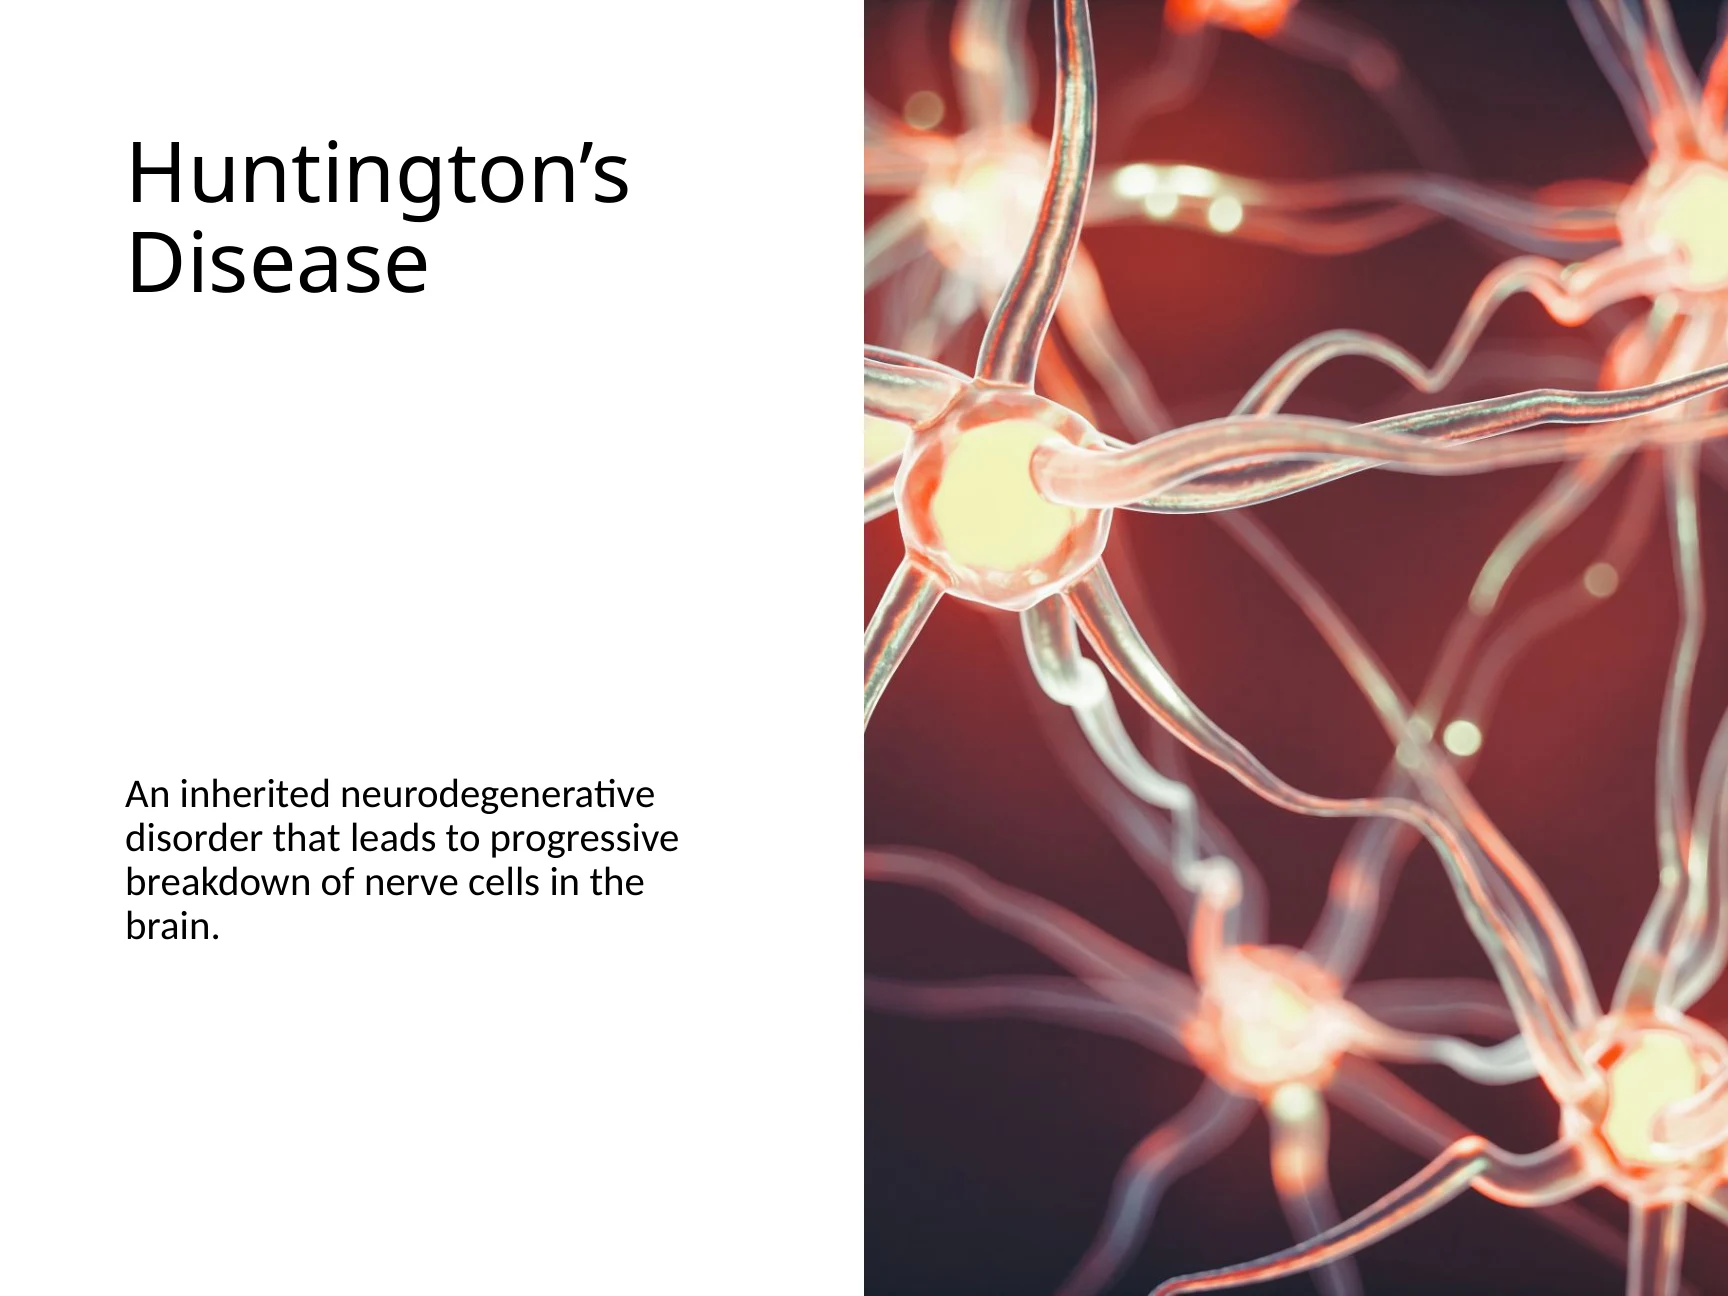 Huntington’s
Disease
An inherited neurodegenerative
disorder that leads to progressive
breakdown of nerve cells in the
brain.